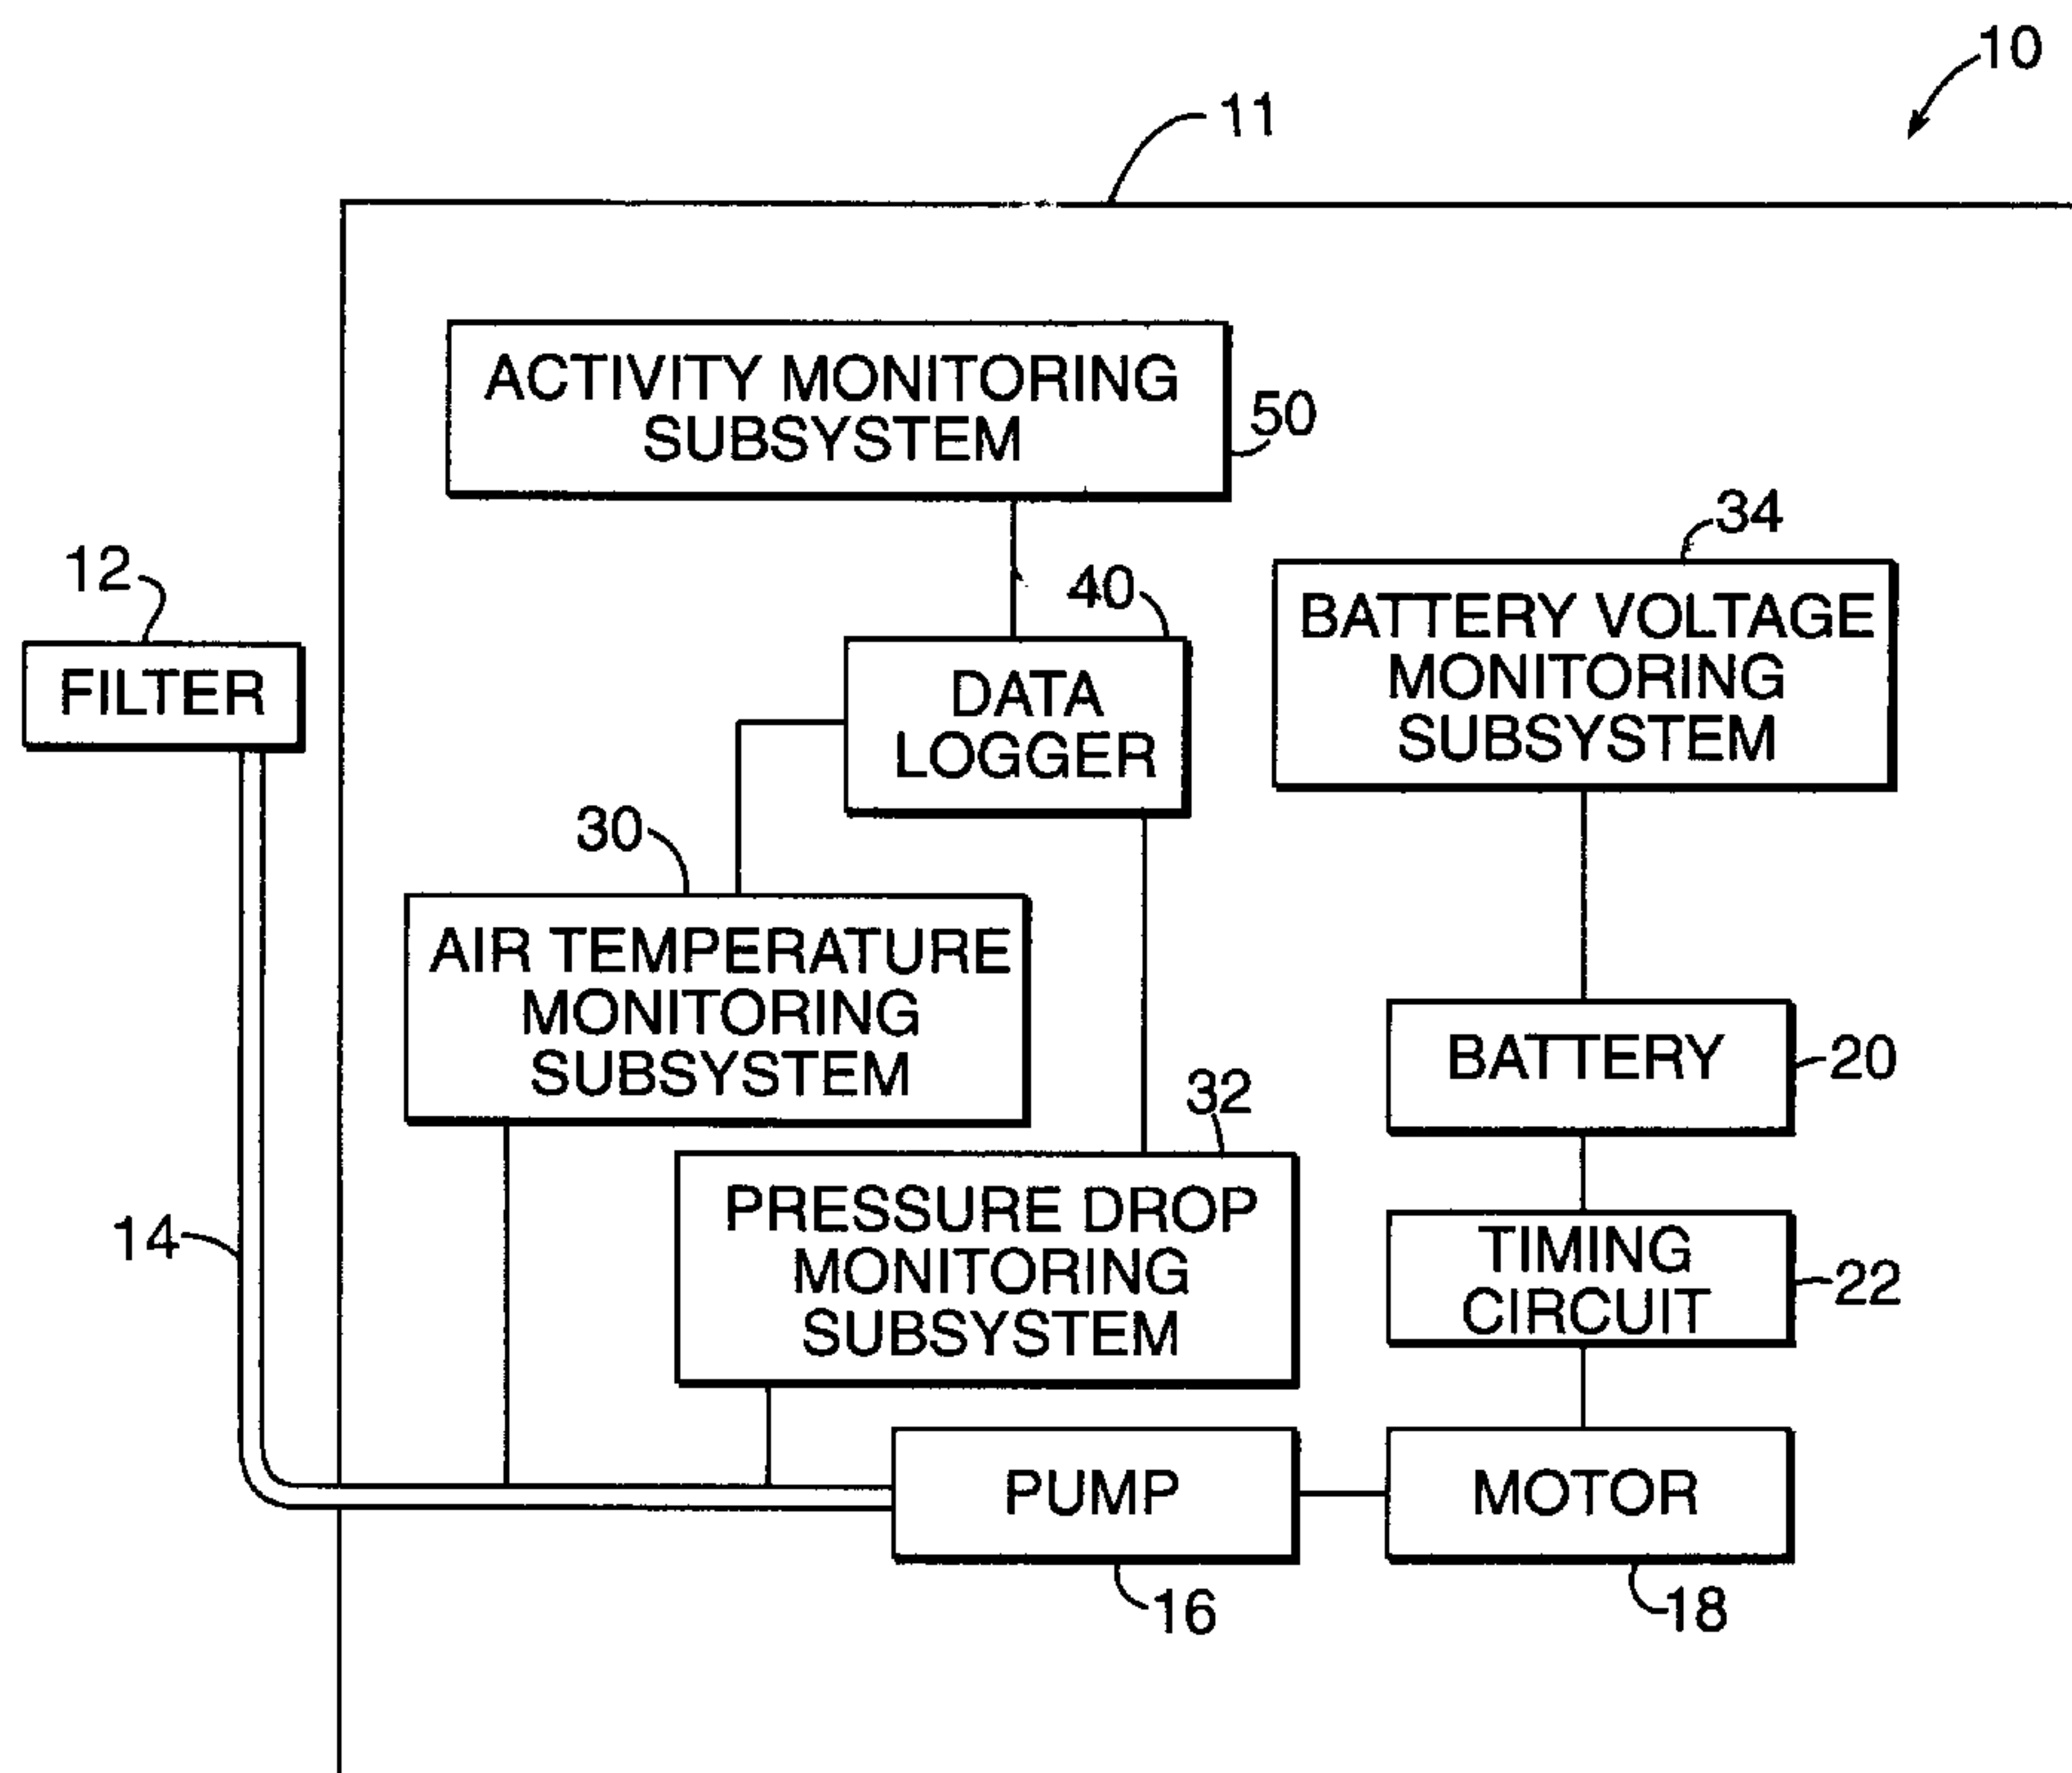 10
11
ACTIVITY MONITORING
SUBSYSTEM
50
34
12
40
BATTERY VOLTAGE
MONITORING
SUBSYSTEM
FILTER
DATA
LOGGER
30
AIR TEMPERATURE
MONITORING
SUBSYSTEM
BATTERY
20
32
14
PRESSURE DROP
MONITORING
SUBSYSTEM
TIMING
CIRCUIT
22
PUMP
MOTOR
16
18